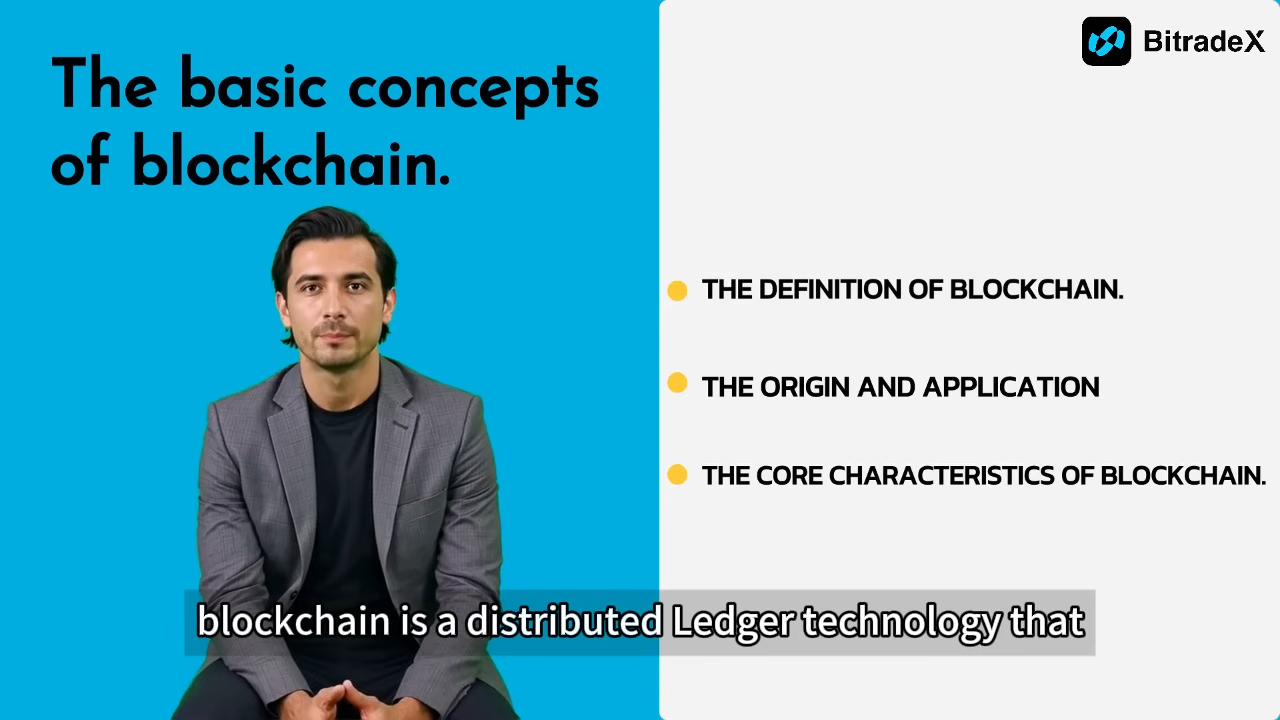 The basic concepts
of blockchain.
BitradeX
THE DEFINITION OF BLOCKCHAIN.
THE ORIGIN AND APPLICATION
THE CORE CHARACTERISTICS OF BLOCKCHAIN.
blockchain is a distributed Ledger technology that